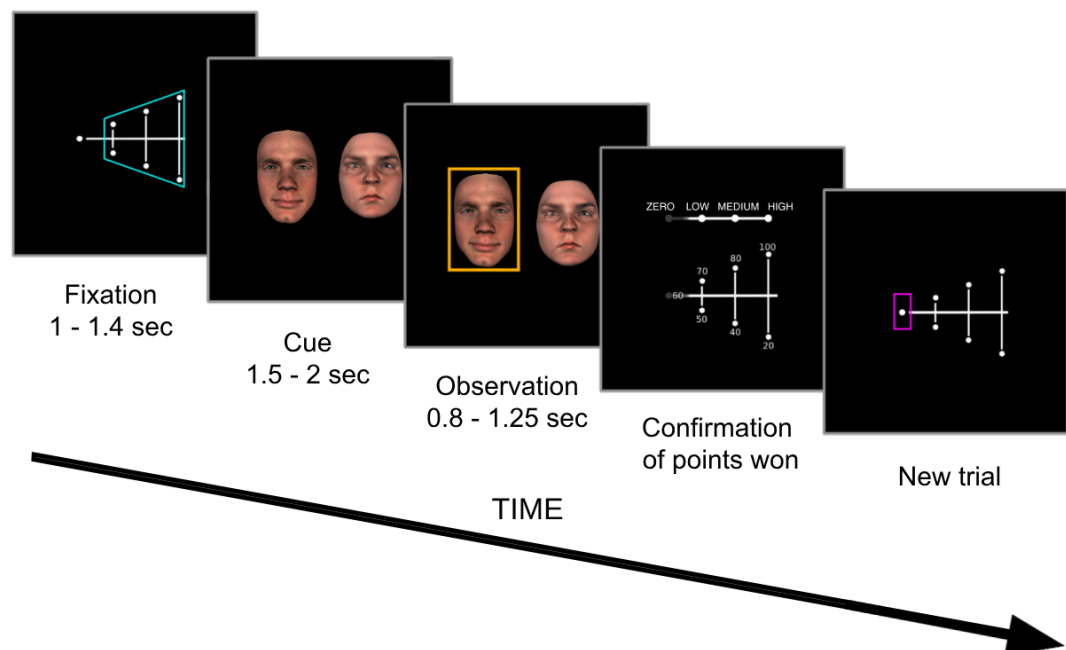 Fixation
1 - 1.4 sec
Cue
1.5 - 2 sec
Observation
0.8 - 1.25 sec
ZERO LOW MEDIUM HIGH
100
80
70
60
50
40
20
Confirmation
of points won
New trial
TIME